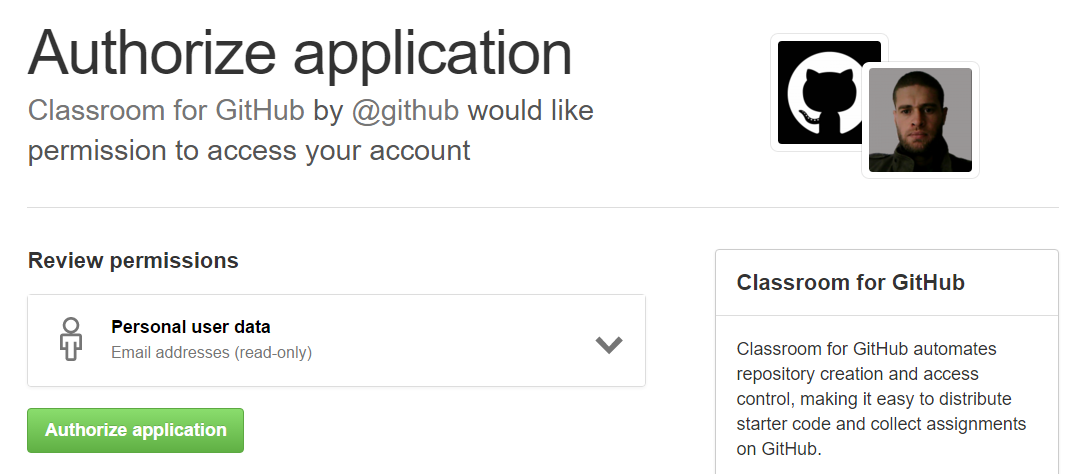 Authorize application
Classroom for GitHub by @github would like
permission to access your account
Review permissions
Personal user data
Email addresses (read-only)
Authorize application
Classroom for GitHub
Classroom for GitHub automates
repository creation and access
control, making it easy to distribute
starter code and collect assignments
on GitHub.